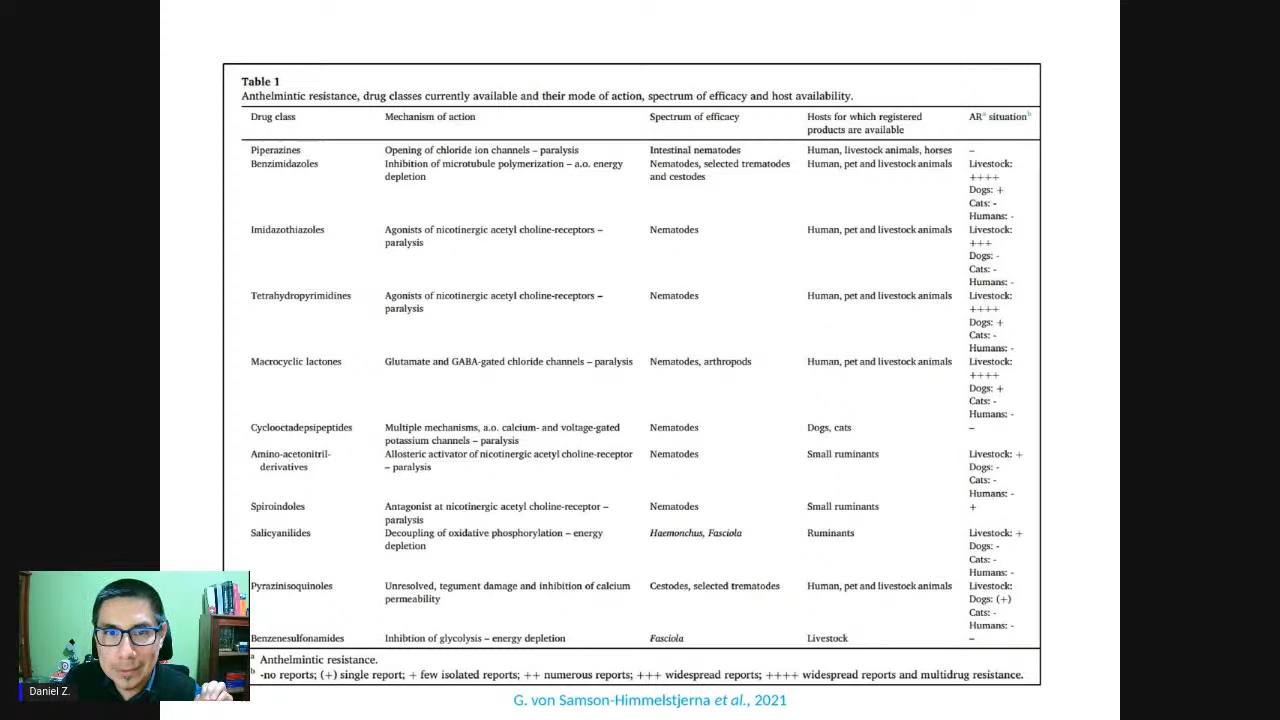 Table 1
Anthelmintic resistance, drug classes currently available and their mode of action, spectrum of efficacy and host availability.
Drug class Mechanism of action Spectrum of efficacy Hosts for which registered products are available ARᵃ situationᵇ
Piperazines Opening of chloride ion channels – paralysis Intestinal nematodes Human, livestock animals, horses –
Benzimidazoles Inhibition of microtubule polymerization – a.o. energy Nematodes, selected trematodes Human, pet and livestock animals Livestock:
depletion and cestodes ++++
Dogs: +
Cats: -
Humans: -
Imidazothiazoles Agonists of nicotinergic acetyl choline-receptors – Nematodes Human, pet and livestock animals Livestock:
paralysis +++
Dogs: -
Cats: -
Humans: -
Tetrahydropyrimidines Agonists of nicotinergic acetyl choline-receptors – Nematodes Human, pet and livestock animals Livestock:
paralysis ++++
Dogs: +
Cats: -
Humans: -
Macrocyclic lactones Glutamate and GABA-gated chloride channels – paralysis Nematodes, arthropods Human, pet and livestock animals Livestock:
++++
Dogs: +
Cats: -
Humans: -
Cyclooctadepsipeptides Multiple mechanisms, a.o. calcium- and voltage-gated Nematodes Dogs, cats –
potassium channels – paralysis
Amino-acetonitril- Allosteric activator of nicotinergic acetyl choline-receptor Nematodes Small ruminants Livestock: +
derivatives – paralysis Dogs: -
Cats: -
Humans: -
Spiroindoles Antagonist at nicotinergic acetyl choline-receptor – Nematodes Small ruminants +
paralysis
Salicyanilides Decoupling of oxidative phosphorylation – energy Haemonchus, Fasciola Ruminants Livestock: +
depletion Dogs: -
Cats: -
Humans: -
Pyrazinisoquinoles Unresolved, tegument damage and inhibition of calcium Cestodes, selected trematodes Human, pet and livestock animals Livestock:
permeability Dogs: (+)
Cats: -
Humans: -
Benzenesulfonamides Inhibtion of glycolysis – energy depletion Fasciola Livestock –
ᵃ Anthelmintic resistance.
ᵇ -no reports; (+) single report; + few isolated reports; ++ numerous reports; +++ widespread reports; ++++ widespread reports and multidrug resistance.
G. von Samson-Himmelstjerna et al., 2021
Daniel Z.